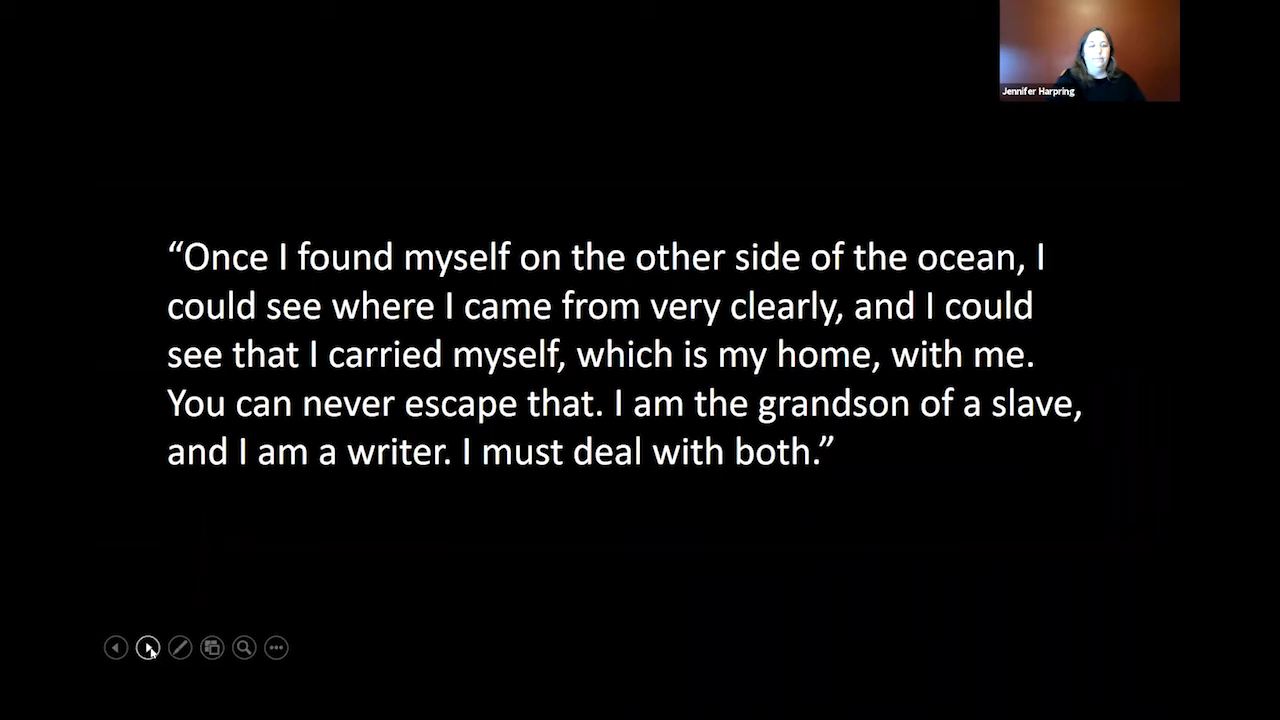 Jennifer Harpring
“Once I found myself on the other side of the ocean, I
could see where I came from very clearly, and I could
see that I carried myself, which is my home, with me.
You can never escape that. I am the grandson of a slave,
and I am a writer. I must deal with both.”